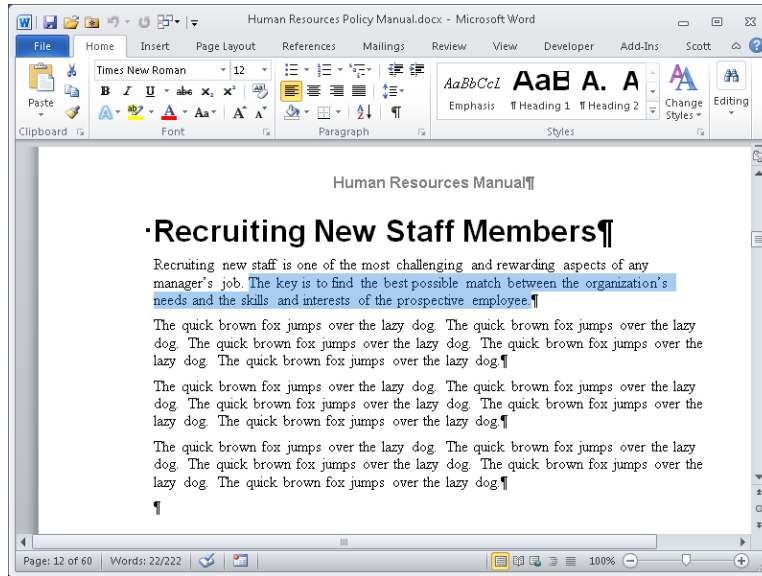 Human Resources Policy Manual.docx - Microsoft Word
File Home Insert Page Layout References Mailings Review View Developer Add-Ins Scott
Times New Roman 12
Paste
B I U abc x₂ x² Aa A A
AaBbCcI AaB A. A
Emphasis ¶ Heading 1 ¶ Heading 2
Change Styles
Editing
Clipboard Font Paragraph Styles
Human Resources Manual¶
Recruiting New Staff Members¶
Recruiting new staff is one of the most challenging and rewarding aspects of any
manager's job. The key is to find the best possible match between the organization's
needs and the skills and interests of the prospective employee.¶
The quick brown fox jumps over the lazy dog. The quick brown fox jumps over the lazy
dog. The quick brown fox jumps over the lazy dog. The quick brown fox jumps over the
lazy dog. The quick brown fox jumps over the lazy dog.¶
The quick brown fox jumps over the lazy dog. The quick brown fox jumps over the lazy
dog. The quick brown fox jumps over the lazy dog. The quick brown fox jumps over the
lazy dog. The quick brown fox jumps over the lazy dog.¶
The quick brown fox jumps over the lazy dog. The quick brown fox jumps over the lazy
dog. The quick brown fox jumps over the lazy dog. The quick brown fox jumps over the
lazy dog. The quick brown fox jumps over the lazy dog.¶
¶
Page: 12 of 60 Words: 22/222 100%